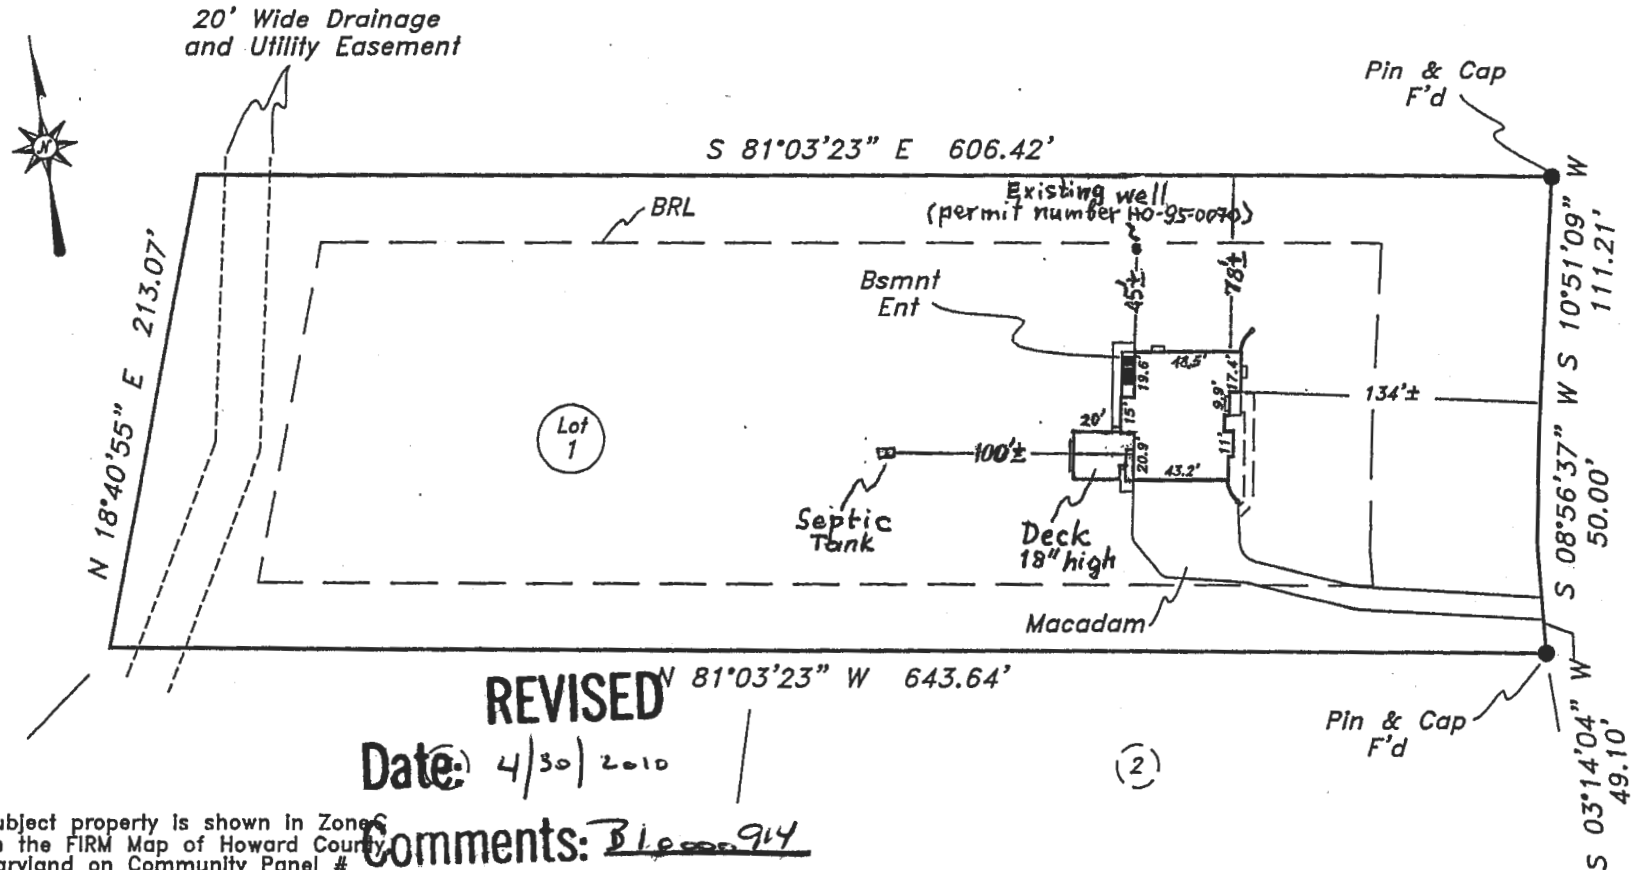 20' Wide Drainage
and Utility Easement
Pin & Cap
F'd
N
S 81°03'23" E 606.42'
Existing well
(permit number HO-95-0070)
BRL
45'±
78'±
Bsmnt
Ent
S 10°51'09" W
111.21'
N 18°40'55" E 213.07'
48.5'
19.6'
17.4'
9.9'
134'±
20'
15'
Lot
1
11'
100'±
20.9'
43.2'
S 08°56'37" W
50.00'
Septic
Tank
Deck
18" high
Macadam
N 81°03'23" W 643.64'
REVISED
Pin & Cap
F'd
Date: 4/30/2010
2
S 03°14'04" W
49.10'
ubject property is shown in Zone
the FIRM Map of Howard County
aryland on Community Panel #
Comments: